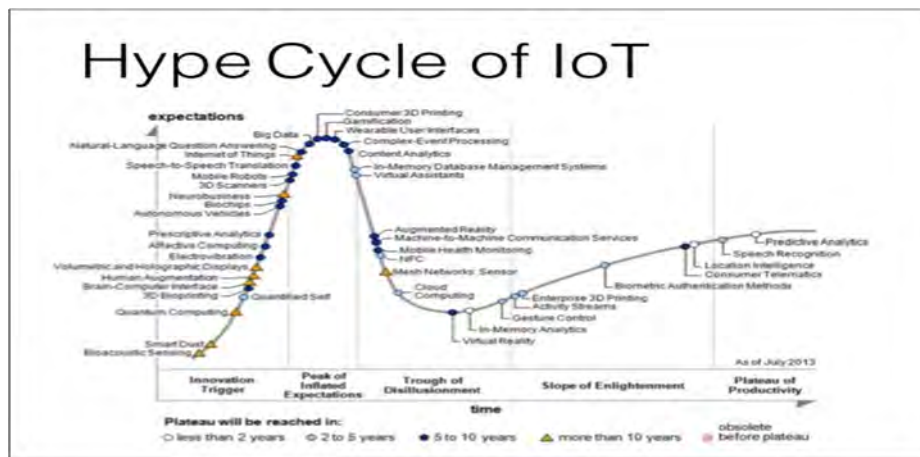 Hype Cycle of IoT
expectations
Consumer 3D Printing
Gamification
Wearable User Interfaces
Big Data
Complex-Event Processing
Natural-Language Question Answering
Content Analytics
Internet of Things
In-Memory Database Management Systems
Speech-to-Speech Translation
Virtual Assistants
Mobile Robots
3D Scanners
Neurobusiness
Biochips
Autonomous Vehicles
Augmented Reality
Prescriptive Analytics
Machine-to-Machine Communication Services
Predictive Analytics
Affective Computing
Mobile Health Monitoring
Speech Recognition
Electrovibration
NFC
Location Intelligence
Volumetric and Holographic Displays
Mesh Networks: Sensor
Consumer Telematics
Human Augmentation
Biometric Authentication Methods
Brain-Computer Interface
Cloud
Computing
3D Bioprinting
Quantified Self
Enterprise 3D Printing
Activity Streams
Quantum Computing
Gesture Control
In-Memory Analytics
Virtual Reality
Smart Dust
Bioacoustic Sensing
As of July 2013
Innovation
Trigger
Peak of
Inflated
Expectations
Trough of
Disillusionment
Slope of Enlightenment
Plateau of
Productivity
time
Plateau will be reached in:
less than 2 years
2 to 5 years
5 to 10 years
more than 10 years
obsolete
before plateau